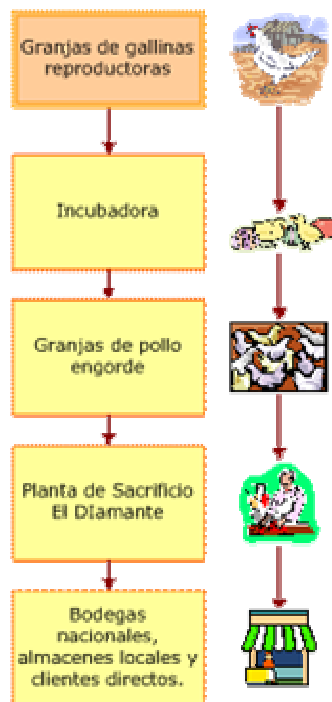 Granjas de gallinas
reproductoras
Incubadora
Granjas de pollo
engorde
Planta de Sacrificio
El DIamante
Bodegas
nacionales,
almacenes locales y
clientes directos.